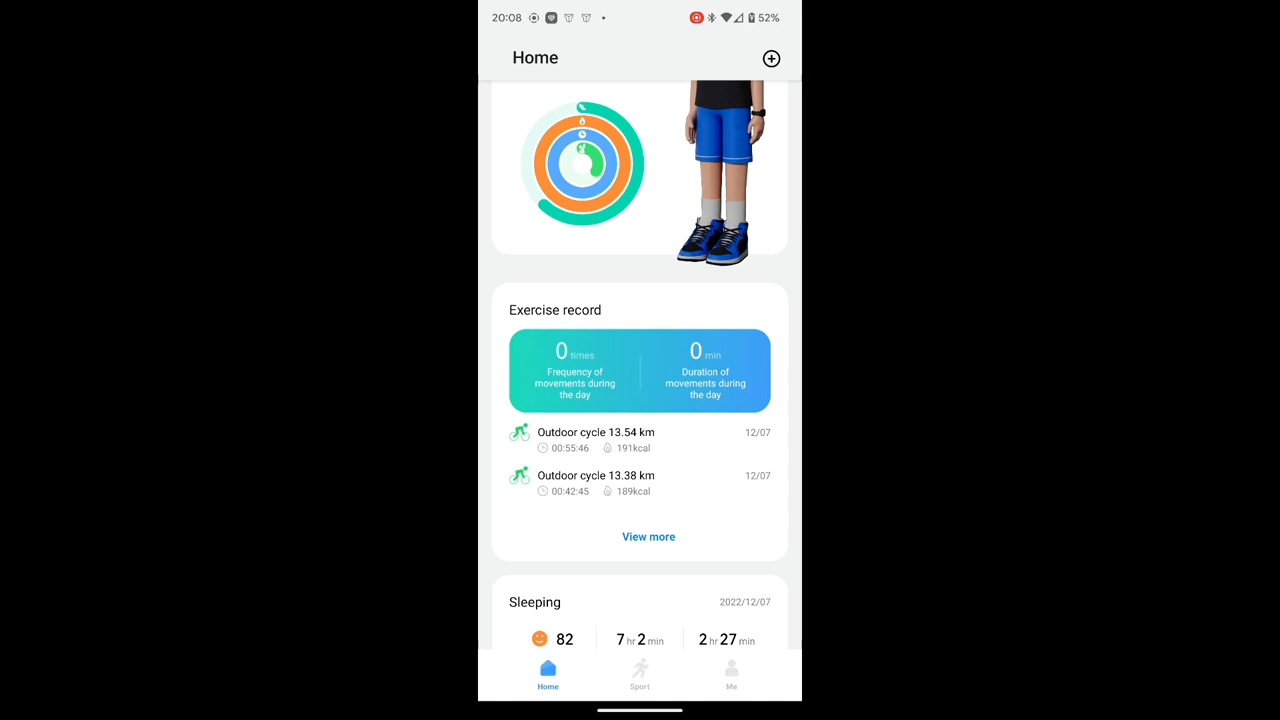 20:08 52%
Home
Exercise record
0 times 0 min
Frequency of Duration of
movements during movements during
the day the day
Outdoor cycle 13.54 km 12/07
00:55:46 191kcal
Outdoor cycle 13.38 km 12/07
00:42:45 189kcal
View more
Sleeping 2022/12/07
82 7 hr 2 min 2 hr 27 min
Home Sport Me